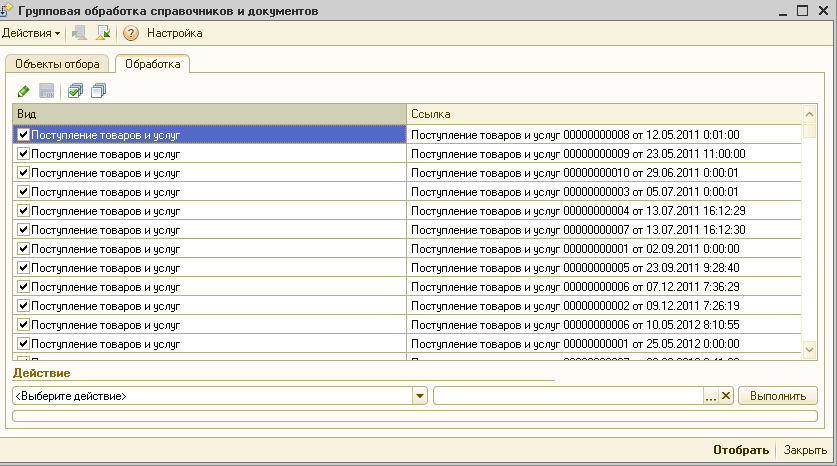 Групповая обработка справочников и документов
Действия Настройка
Объекты отбора Обработка
Вид Ссылка
Поступление товаров и услуг Поступление товаров и услуг 00000000008 от 12.05.2011 0:01:00
Поступление товаров и услуг Поступление товаров и услуг 00000000009 от 23.05.2011 11:00:00
Поступление товаров и услуг Поступление товаров и услуг 00000000010 от 29.06.2011 0:00:01
Поступление товаров и услуг Поступление товаров и услуг 00000000003 от 05.07.2011 0:00:01
Поступление товаров и услуг Поступление товаров и услуг 00000000004 от 13.07.2011 16:12:29
Поступление товаров и услуг Поступление товаров и услуг 00000000007 от 13.07.2011 16:12:30
Поступление товаров и услуг Поступление товаров и услуг 00000000001 от 02.09.2011 0:00:00
Поступление товаров и услуг Поступление товаров и услуг 00000000005 от 23.09.2011 9:28:40
Поступление товаров и услуг Поступление товаров и услуг 00000000006 от 07.12.2011 7:36:29
Поступление товаров и услуг Поступление товаров и услуг 00000000002 от 09.12.2011 7:26:19
Поступление товаров и услуг Поступление товаров и услуг 00000000006 от 10.05.2012 8:10:55
Поступление товаров и услуг Поступление товаров и услуг 00000000001 от 25.05.2012 0:00:00
Действие
<Выберите действие> ... Выполнить
Отобрать Закрыть